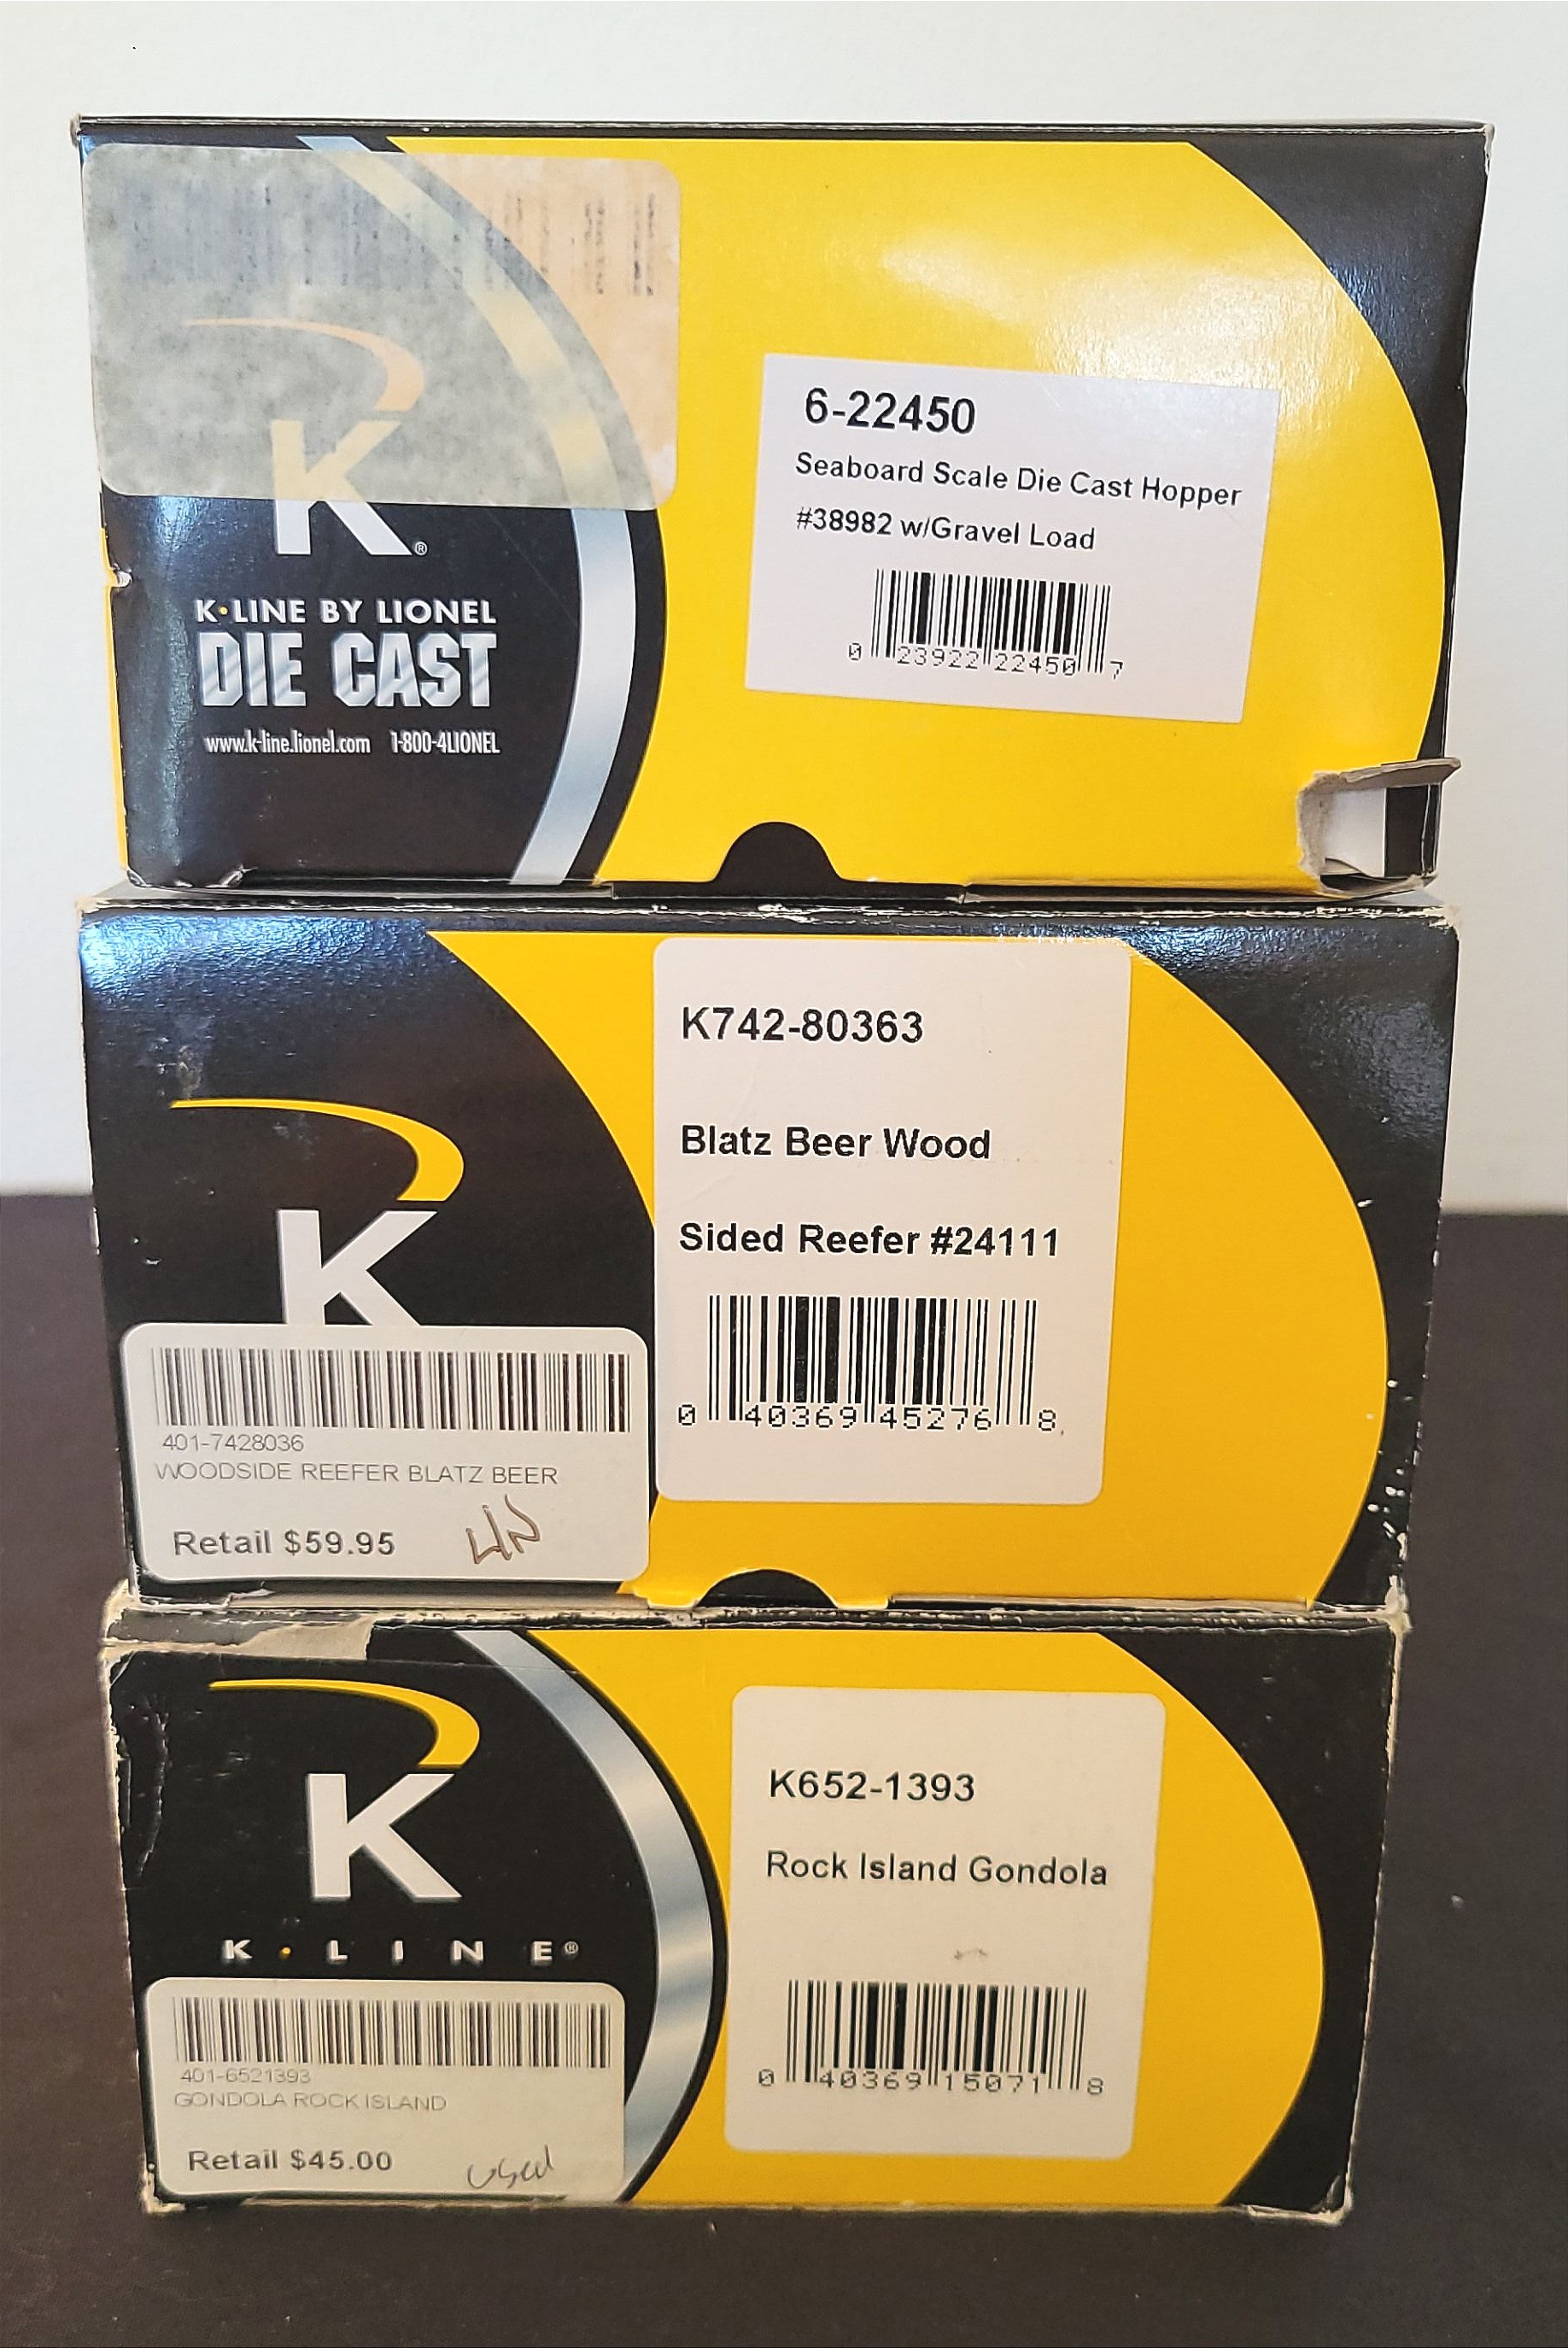 6-22450
Seaboard Scale Die Cast Hopper
#38982 w/Gravel Load
0 23922 22450 7
K®
K•LINE BY LIONEL
DIE CAST
www.k-line.lionel.com 1-800-4LIONEL
K742-80363
Blatz Beer Wood
Sided Reefer #24111
0 40369 45276 8
K
401-7428036
WOODSIDE REEFER BLATZ BEER
Retail $59.95
K652-1393
Rock Island Gondola
0 40369 15071 8
K
K•LINE®
401-6521393
GONDOLA ROCK ISLAND
Retail $45.00 used